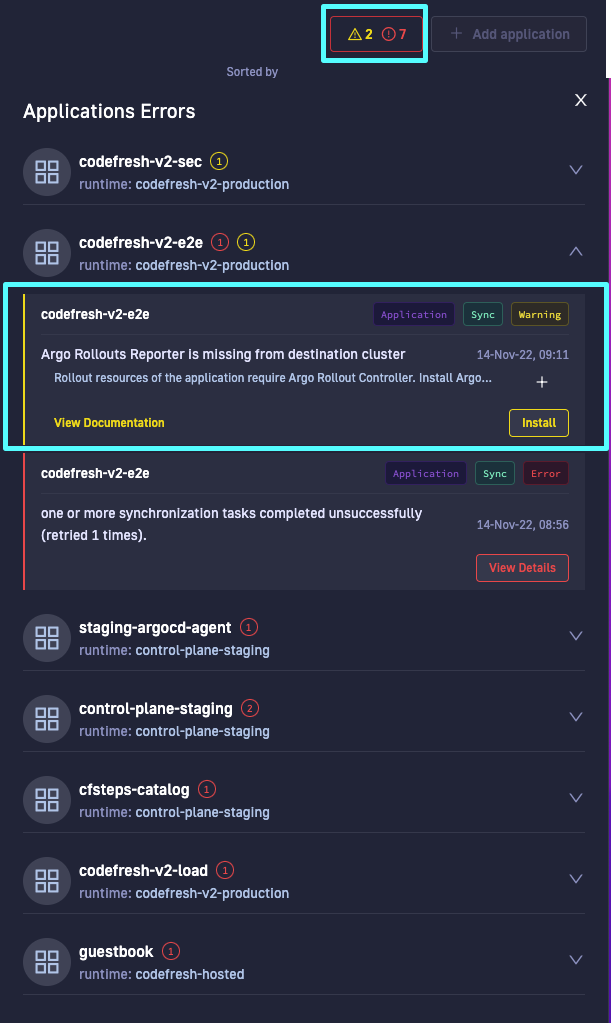 2 7 + Add application
Sorted by
X
Applications Errors
codefresh-v2-sec 1
runtime: codefresh-v2-production
codefresh-v2-e2e 1 1
runtime: codefresh-v2-production
codefresh-v2-e2e Application Sync Warning
Argo Rollouts Reporter is missing from destination cluster 14-Nov-22, 09:11
Rollout resources of the application require Argo Rollout Controller. Install Argo... +
View Documentation Install
codefresh-v2-e2e Application Sync Error
one or more synchronization tasks completed unsuccessfully
(retried 1 times). 14-Nov-22, 08:56
View Details
staging-argocd-agent 1
runtime: control-plane-staging
control-plane-staging 2
runtime: control-plane-staging
cfsteps-catalog 1
runtime: control-plane-staging
codefresh-v2-load 1
runtime: codefresh-v2-production
guestbook 1
runtime: codefresh-hosted